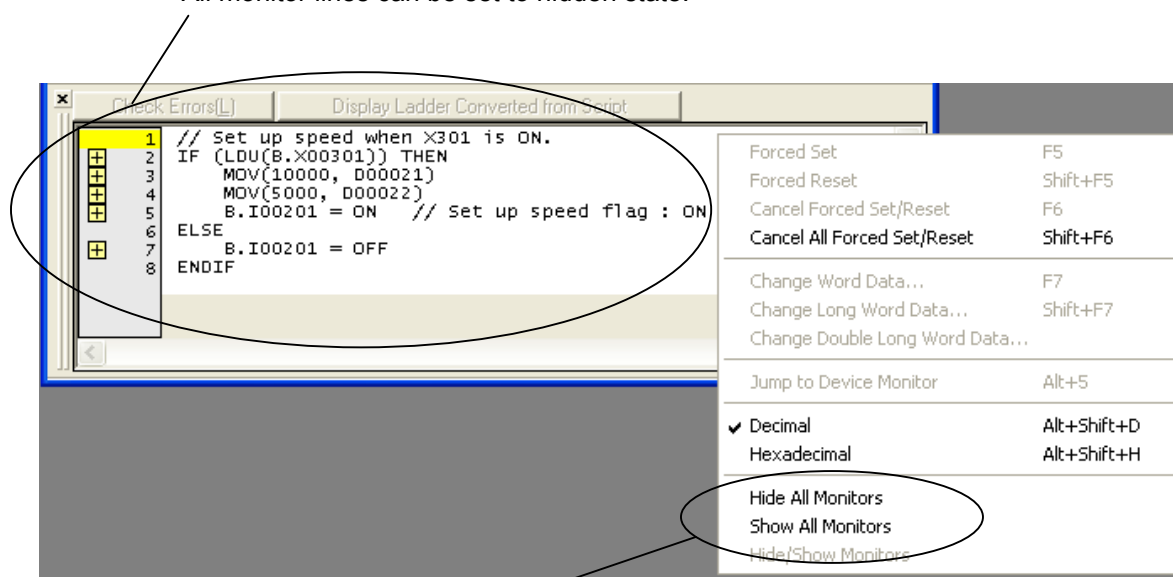 All monitor lines can be set to hidden state.
Check Errors(L) Display Ladder Converted from Script
1 // Set up speed when X301 is ON.
2 IF (LDU(B.X00301)) THEN
3 MOV(10000, D00021)
4 MOV(5000, D00022)
5 B.I00201 = ON // Set up speed flag : ON
6 ELSE
7 B.I00201 = OFF
8 ENDIF
Forced Set F5
Forced Reset Shift+F5
Cancel Forced Set/Reset F6
Cancel All Forced Set/Reset Shift+F6
Change Word Data... F7
Change Long Word Data... Shift+F7
Change Double Long Word Data...
Jump to Device Monitor Alt+5
Decimal Alt+Shift+D
Hexadecimal Alt+Shift+H
Hide All Monitors
Show All Monitors
Hide/Show Monitors